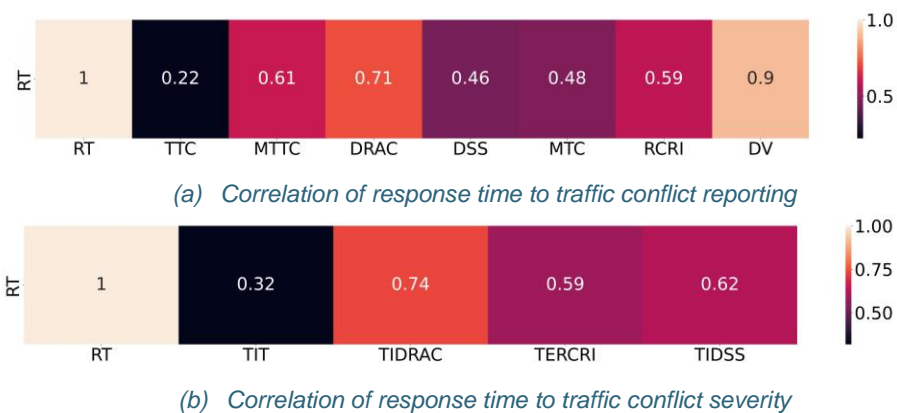 1.0
1 0.22 0.61 0.71 0.46 0.48 0.59 0.9
RT
0.5
RT TTC MTTC DRAC DSS MTC RCRI DV
(a) Correlation of response time to traffic conflict reporting
1.00
1 0.32 0.74 0.59 0.62
RT
0.75
0.50
RT TIT TIDRAC TERCRI TIDSS
(b) Correlation of response time to traffic conflict severity